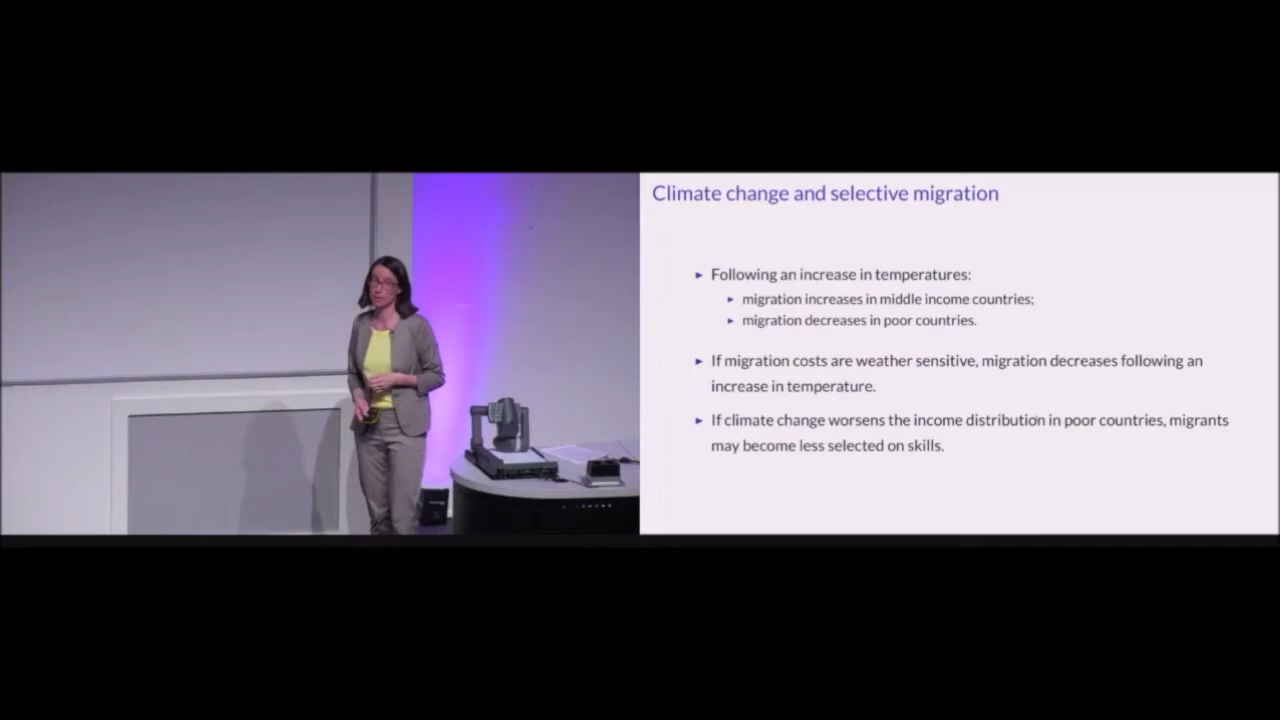 Climate change and selective migration
Following an increase in temperatures:
migration increases in middle income countries;
migration decreases in poor countries.
If migration costs are weather sensitive, migration decreases following an
increase in temperature.
If climate change worsens the income distribution in poor countries, migrants
may become less selected on skills.